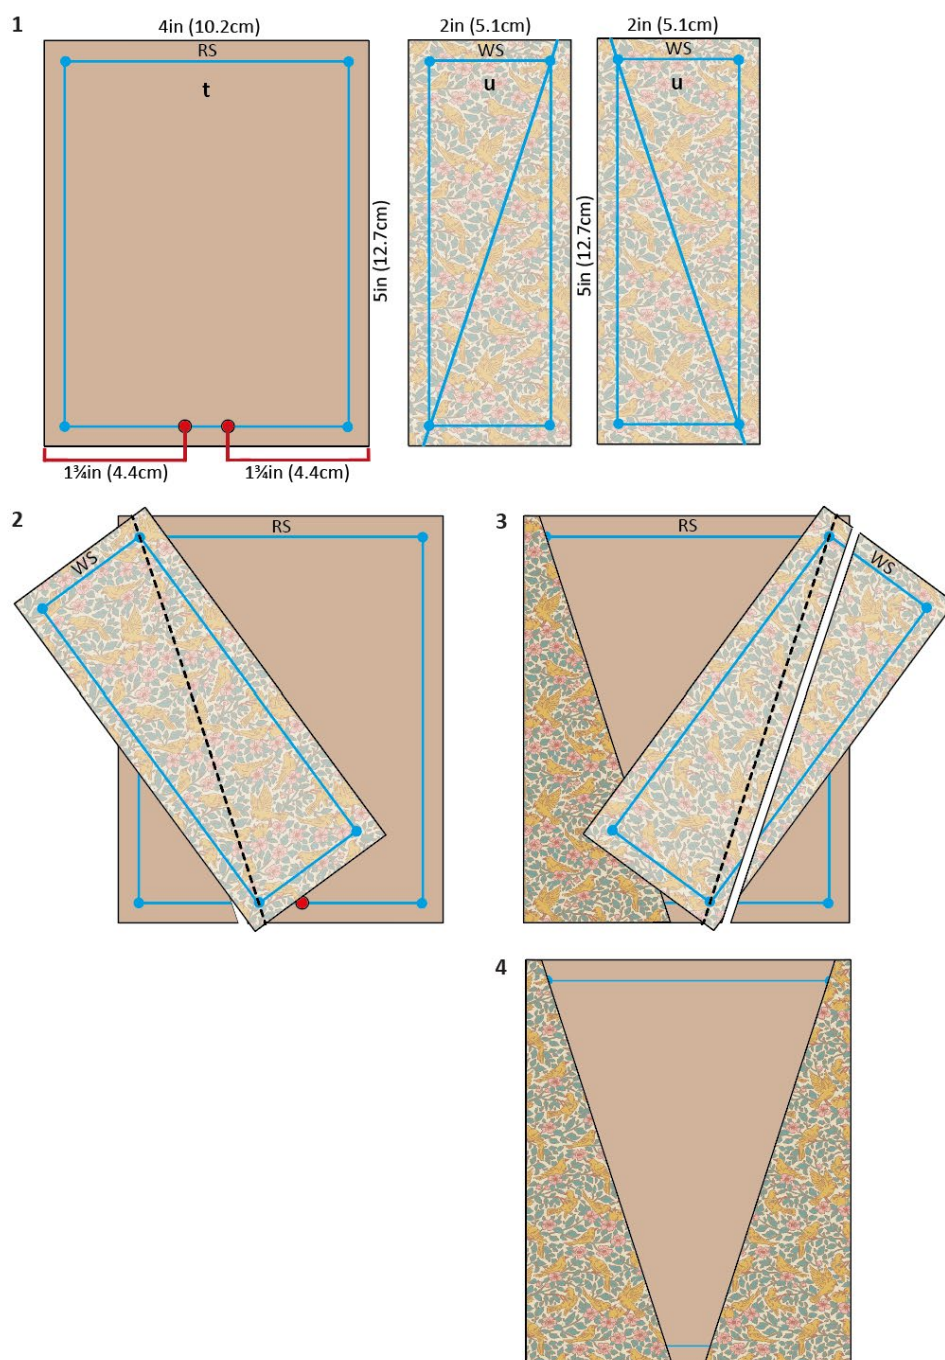 1
4in (10.2cm)
RS
t
5in (12.7cm)
1¾in (4.4cm)
1¾in (4.4cm)
2in (5.1cm)
WS
u
5in (12.7cm)
2in (5.1cm)
WS
u
2
RS
WS
3
RS
WS
4